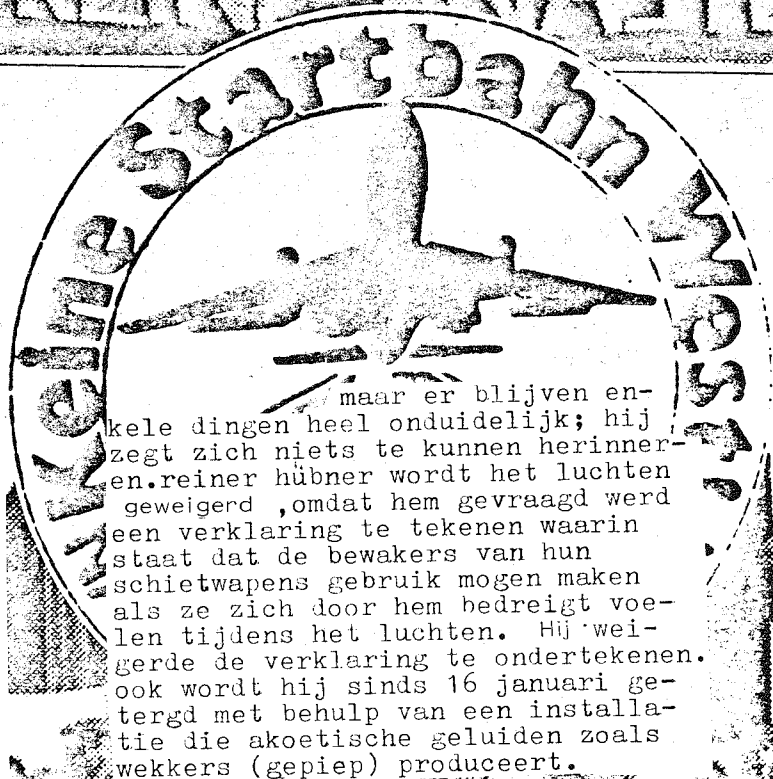 Keine Startbahn West,
maar er blijven en-
kele dingen heel onduidelijk; hij
zegt zich niets te kunnen herinner-
en.reiner hübner wordt het luchten
geweigerd ,omdat hem gevraagd werd
een verklaring te tekenen waarin
staat dat de bewakers van hun
schietwapens gebruik mogen maken
als ze zich door hem bedreigt voe-
len tijdens het luchten. Hij wei-
gerde de verklaring te ondertekenen.
ook wordt hij sinds 16 januari ge-
tergd met behulp van een installa-
tie die akoetische geluiden zoals
wekkers (gepiep) produceert.